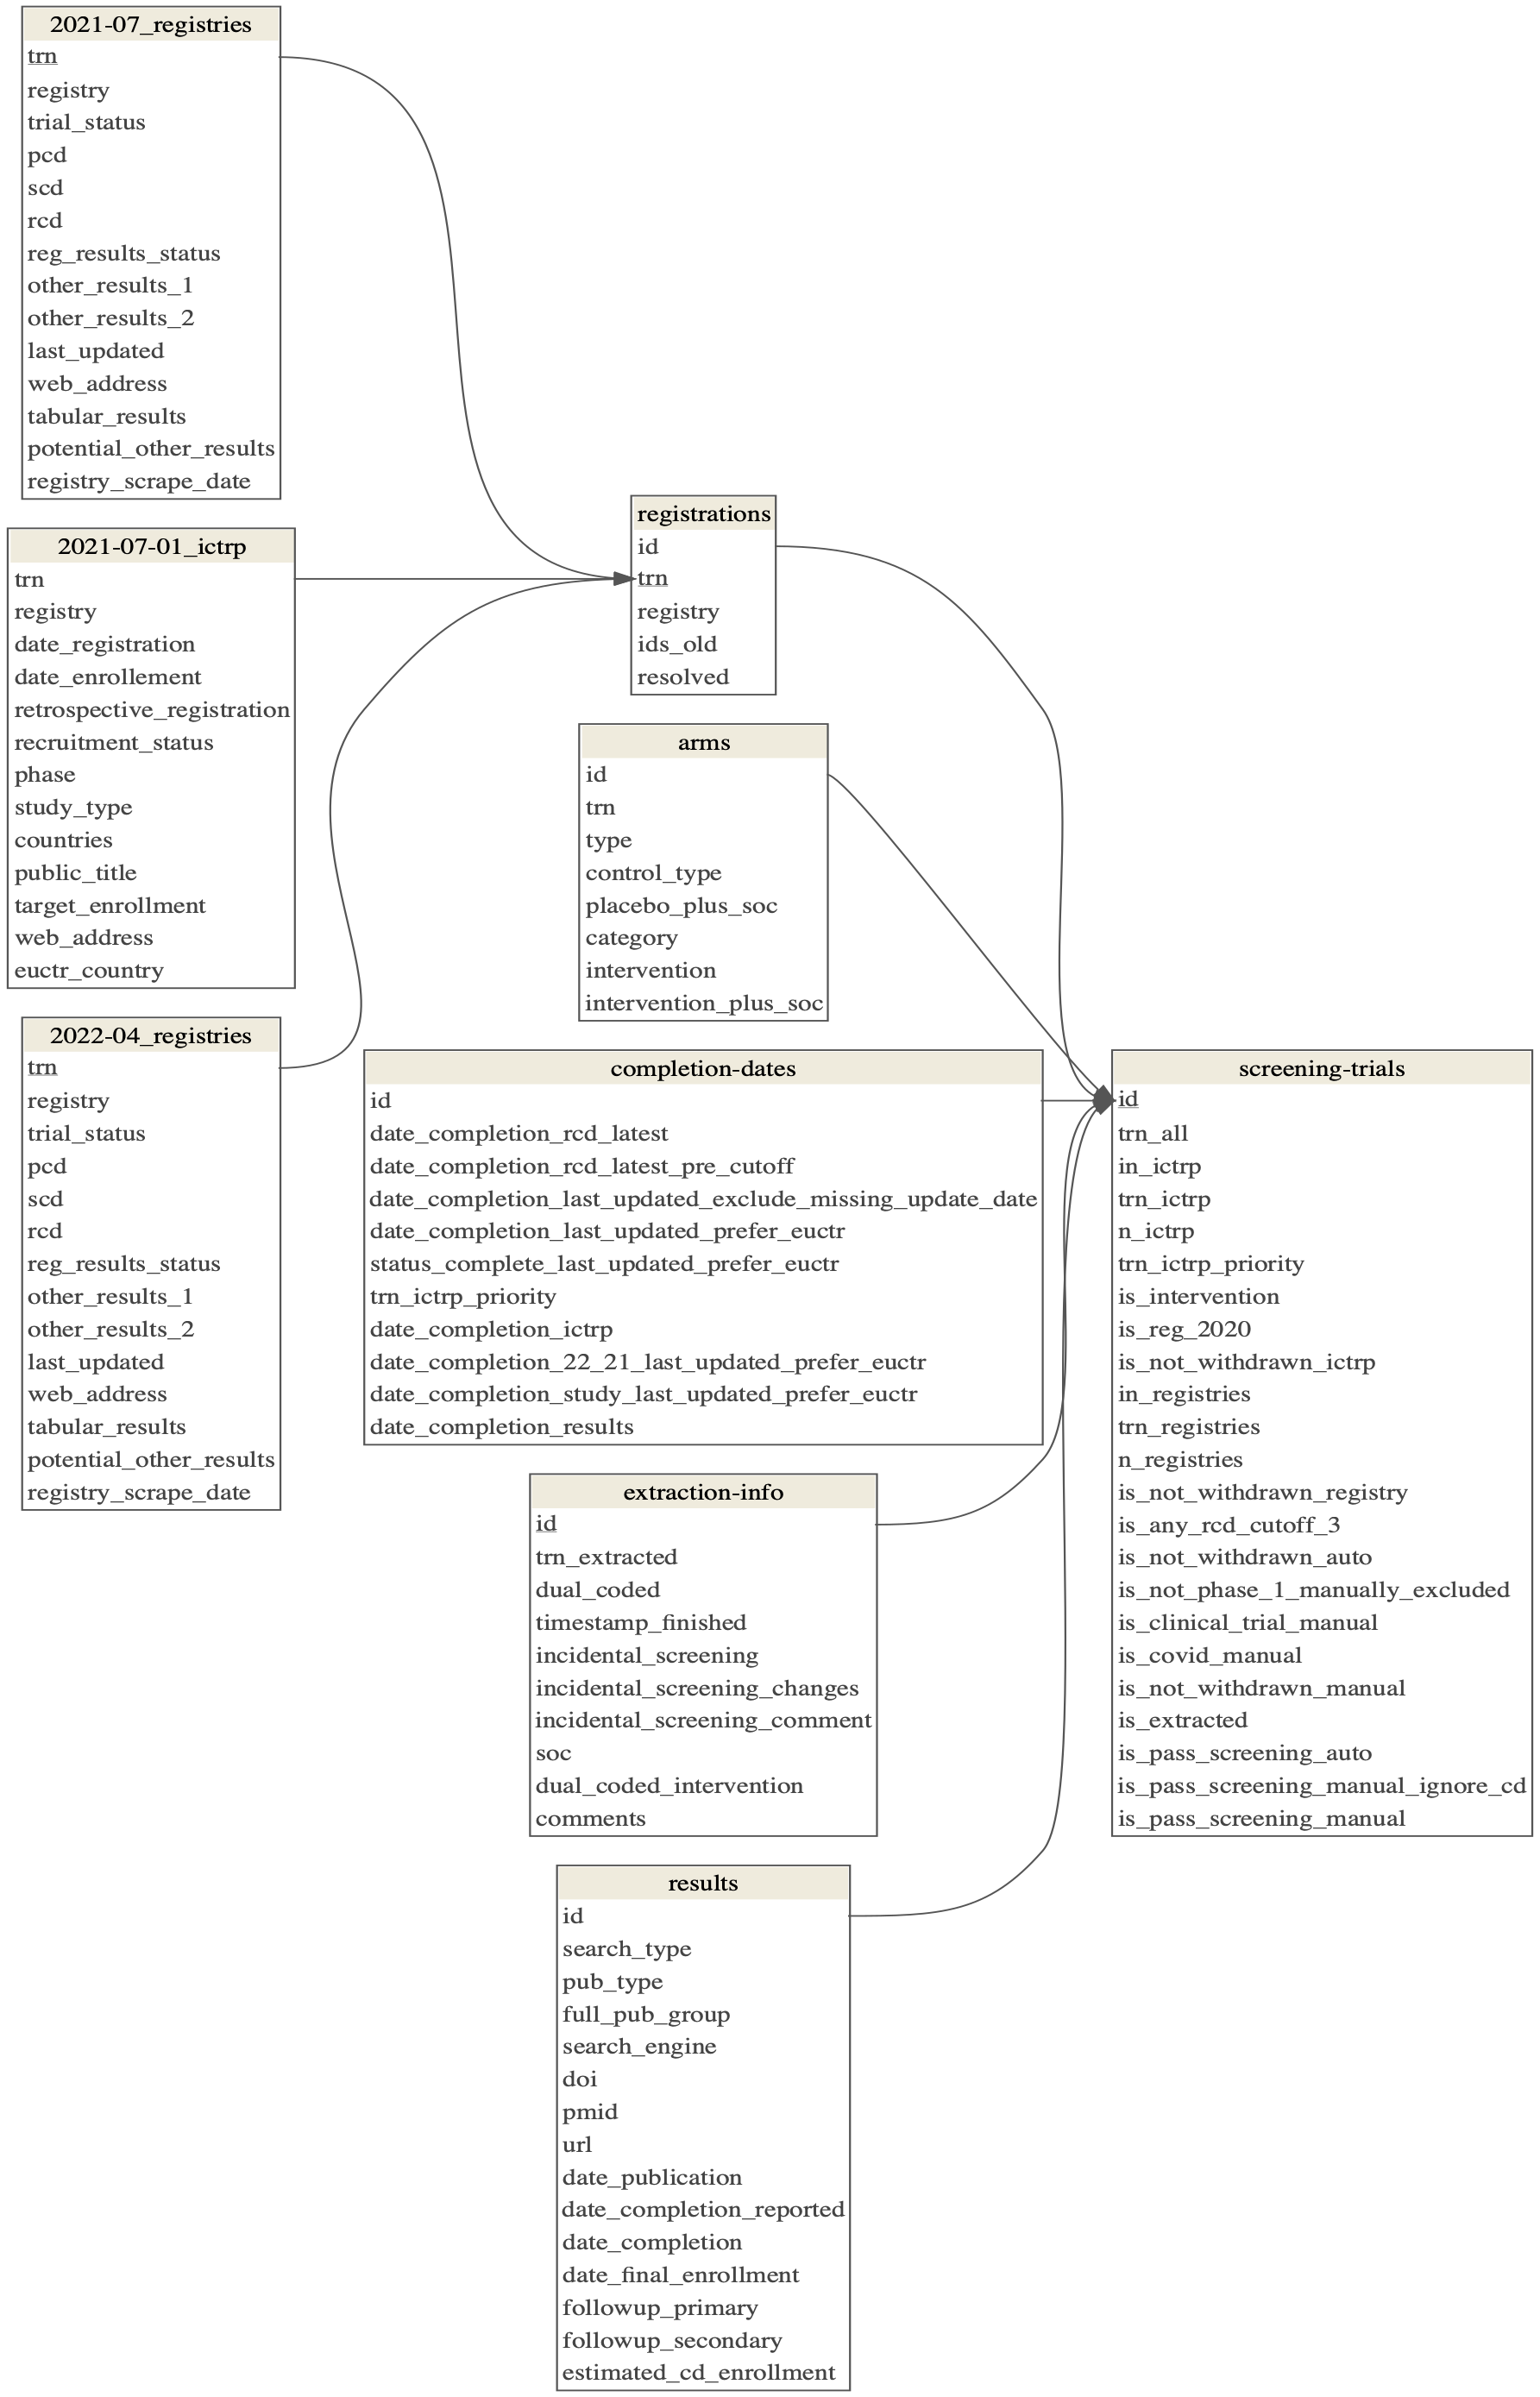 2021-07_registries
trn
registry
trial_status
pcd
scd
rcd
reg_results_status
other_results_1
other_results_2
last_updated
web_address
tabular_results
potential_other_results
registry_scrape_date
2021-07-01_ictrp
trn
registry
date_registration
date_enrollement
retrospective_registration
recruitment_status
phase
study_type
countries
public_title
target_enrollment
web_address
euctr_country
2022-04_registries
trn
registry
trial_status
pcd
scd
rcd
reg_results_status
other_results_1
other_results_2
last_updated
web_address
tabular_results
potential_other_results
registry_scrape_date
registrations
id
trn
registry
ids_old
resolved
arms
id
trn
type
control_type
placebo_plus_soc
category
intervention
intervention_plus_soc
completion-dates
id
date_completion_rcd_latest
date_completion_rcd_latest_pre_cutoff
date_completion_last_updated_exclude_missing_update_date
date_completion_last_updated_prefer_euctr
status_complete_last_updated_prefer_euctr
trn_ictrp_priority
date_completion_ictrp
date_completion_22_21_last_updated_prefer_euctr
date_completion_study_last_updated_prefer_euctr
date_completion_results
extraction-info
id
trn_extracted
dual_coded
timestamp_finished
incidental_screening
incidental_screening_changes
incidental_screening_comment
soc
dual_coded_intervention
comments
results
id
search_type
pub_type
full_pub_group
search_engine
doi
pmid
url
date_publication
date_completion_reported
date_completion
date_final_enrollment
followup_primary
followup_secondary
estimated_cd_enrollment
screening-trials
id
trn_all
in_ictrp
trn_ictrp
n_ictrp
trn_ictrp_priority
is_intervention
is_reg_2020
is_not_withdrawn_ictrp
in_registries
trn_registries
n_registries
is_not_withdrawn_registry
is_any_rcd_cutoff_3
is_not_withdrawn_auto
is_not_phase_1_manually_excluded
is_clinical_trial_manual
is_covid_manual
is_not_withdrawn_manual
is_extracted
is_pass_screening_auto
is_pass_screening_manual_ignore_cd
is_pass_screening_manual